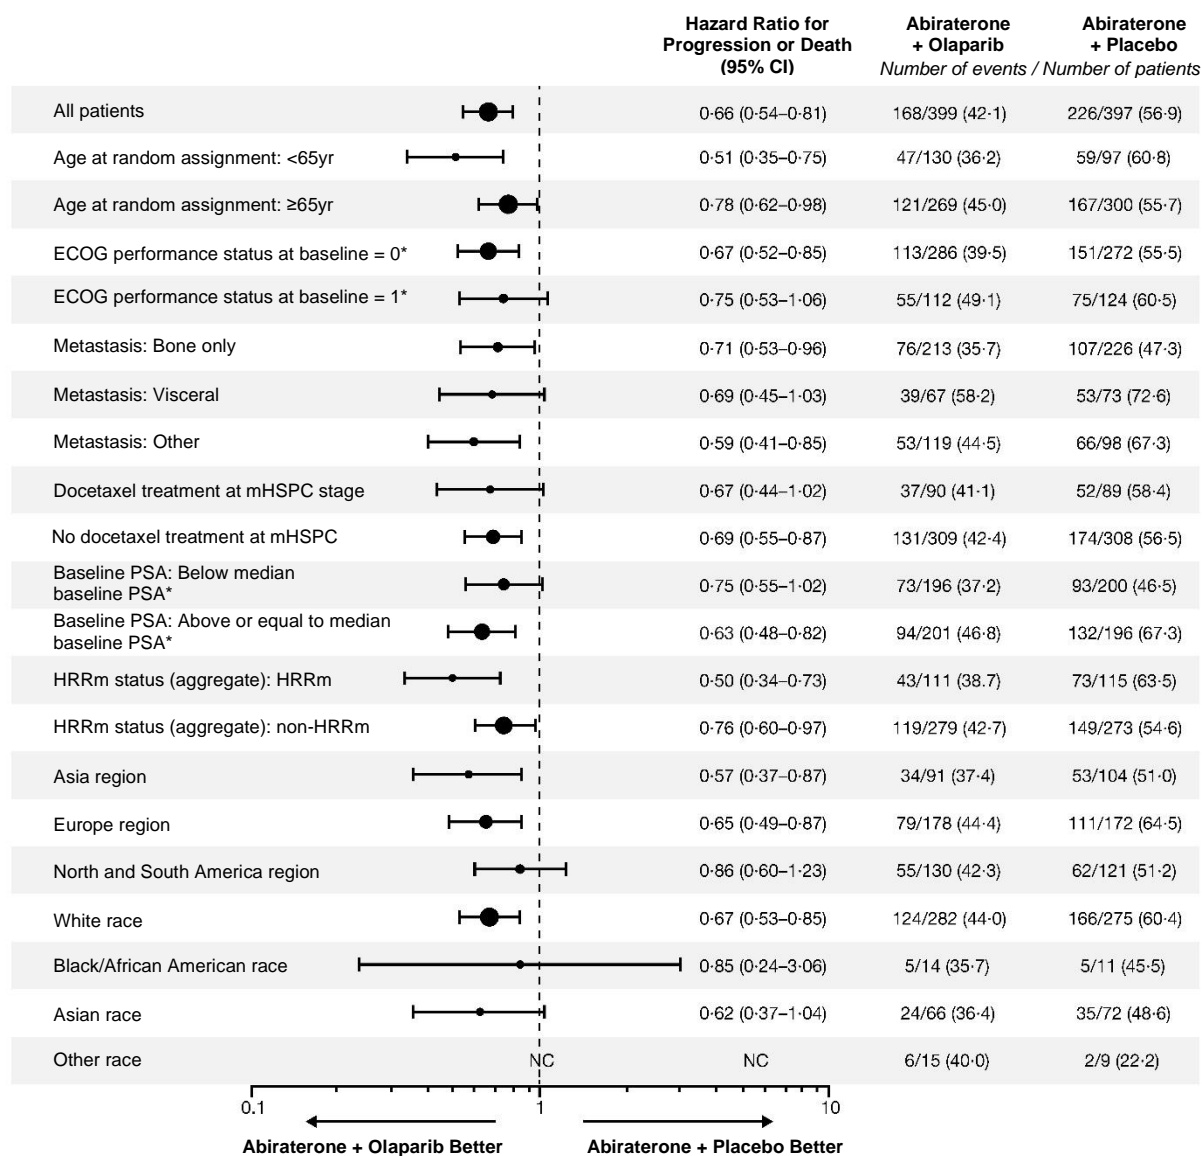 Hazard Ratio for Progression or Death (95% CI) Abiraterone + Olaparib Abiraterone + Placebo
Number of events / Number of patients
All patients 0·66 (0·54–0·81) 168/399 (42·1) 226/397 (56·9)
Age at random assignment: <65yr 0·51 (0·35–0·75) 47/130 (36·2) 59/97 (60·8)
Age at random assignment: ≥65yr 0·78 (0·62–0·98) 121/269 (45·0) 167/300 (55·7)
ECOG performance status at baseline = 0* 0·67 (0·52–0·85) 113/286 (39·5) 151/272 (55·5)
ECOG performance status at baseline = 1* 0·75 (0·53–1·06) 55/112 (49·1) 75/124 (60·5)
Metastasis: Bone only 0·71 (0·53–0·96) 76/213 (35·7) 107/226 (47·3)
Metastasis: Visceral 0·69 (0·45–1·03) 39/67 (58·2) 53/73 (72·6)
Metastasis: Other 0·59 (0·41–0·85) 53/119 (44·5) 66/98 (67·3)
Docetaxel treatment at mHSPC stage 0·67 (0·44–1·02) 37/90 (41·1) 52/89 (58·4)
No docetaxel treatment at mHSPC 0·69 (0·55–0·87) 131/309 (42·4) 174/308 (56·5)
Baseline PSA: Below median
baseline PSA* 0·75 (0·55–1·02) 73/196 (37·2) 93/200 (46·5)
Baseline PSA: Above or equal to median
baseline PSA* 0·63 (0·48–0·82) 94/201 (46·8) 132/196 (67·3)
HRRm status (aggregate): HRRm 0·50 (0·34–0·73) 43/111 (38·7) 73/115 (63·5)
HRRm status (aggregate): non-HRRm 0·76 (0·60–0·97) 119/279 (42·7) 149/273 (54·6)
Asia region 0·57 (0·37–0·87) 34/91 (37·4) 53/104 (51·0)
Europe region 0·65 (0·49–0·87) 79/178 (44·4) 111/172 (64·5)
North and South America region 0·86 (0·60–1·23) 55/130 (42·3) 62/121 (51·2)
White race 0·67 (0·53–0·85) 124/282 (44·0) 166/275 (60·4)
Black/African American race 0·85 (0·24–3·06) 5/14 (35·7) 5/11 (45·5)
Asian race 0·62 (0·37–1·04) 24/66 (36·4) 35/72 (48·6)
Other race NC NC 6/15 (40·0) 2/9 (22·2)
0.1 1 10
Abiraterone + Olaparib Better Abiraterone + Placebo Better